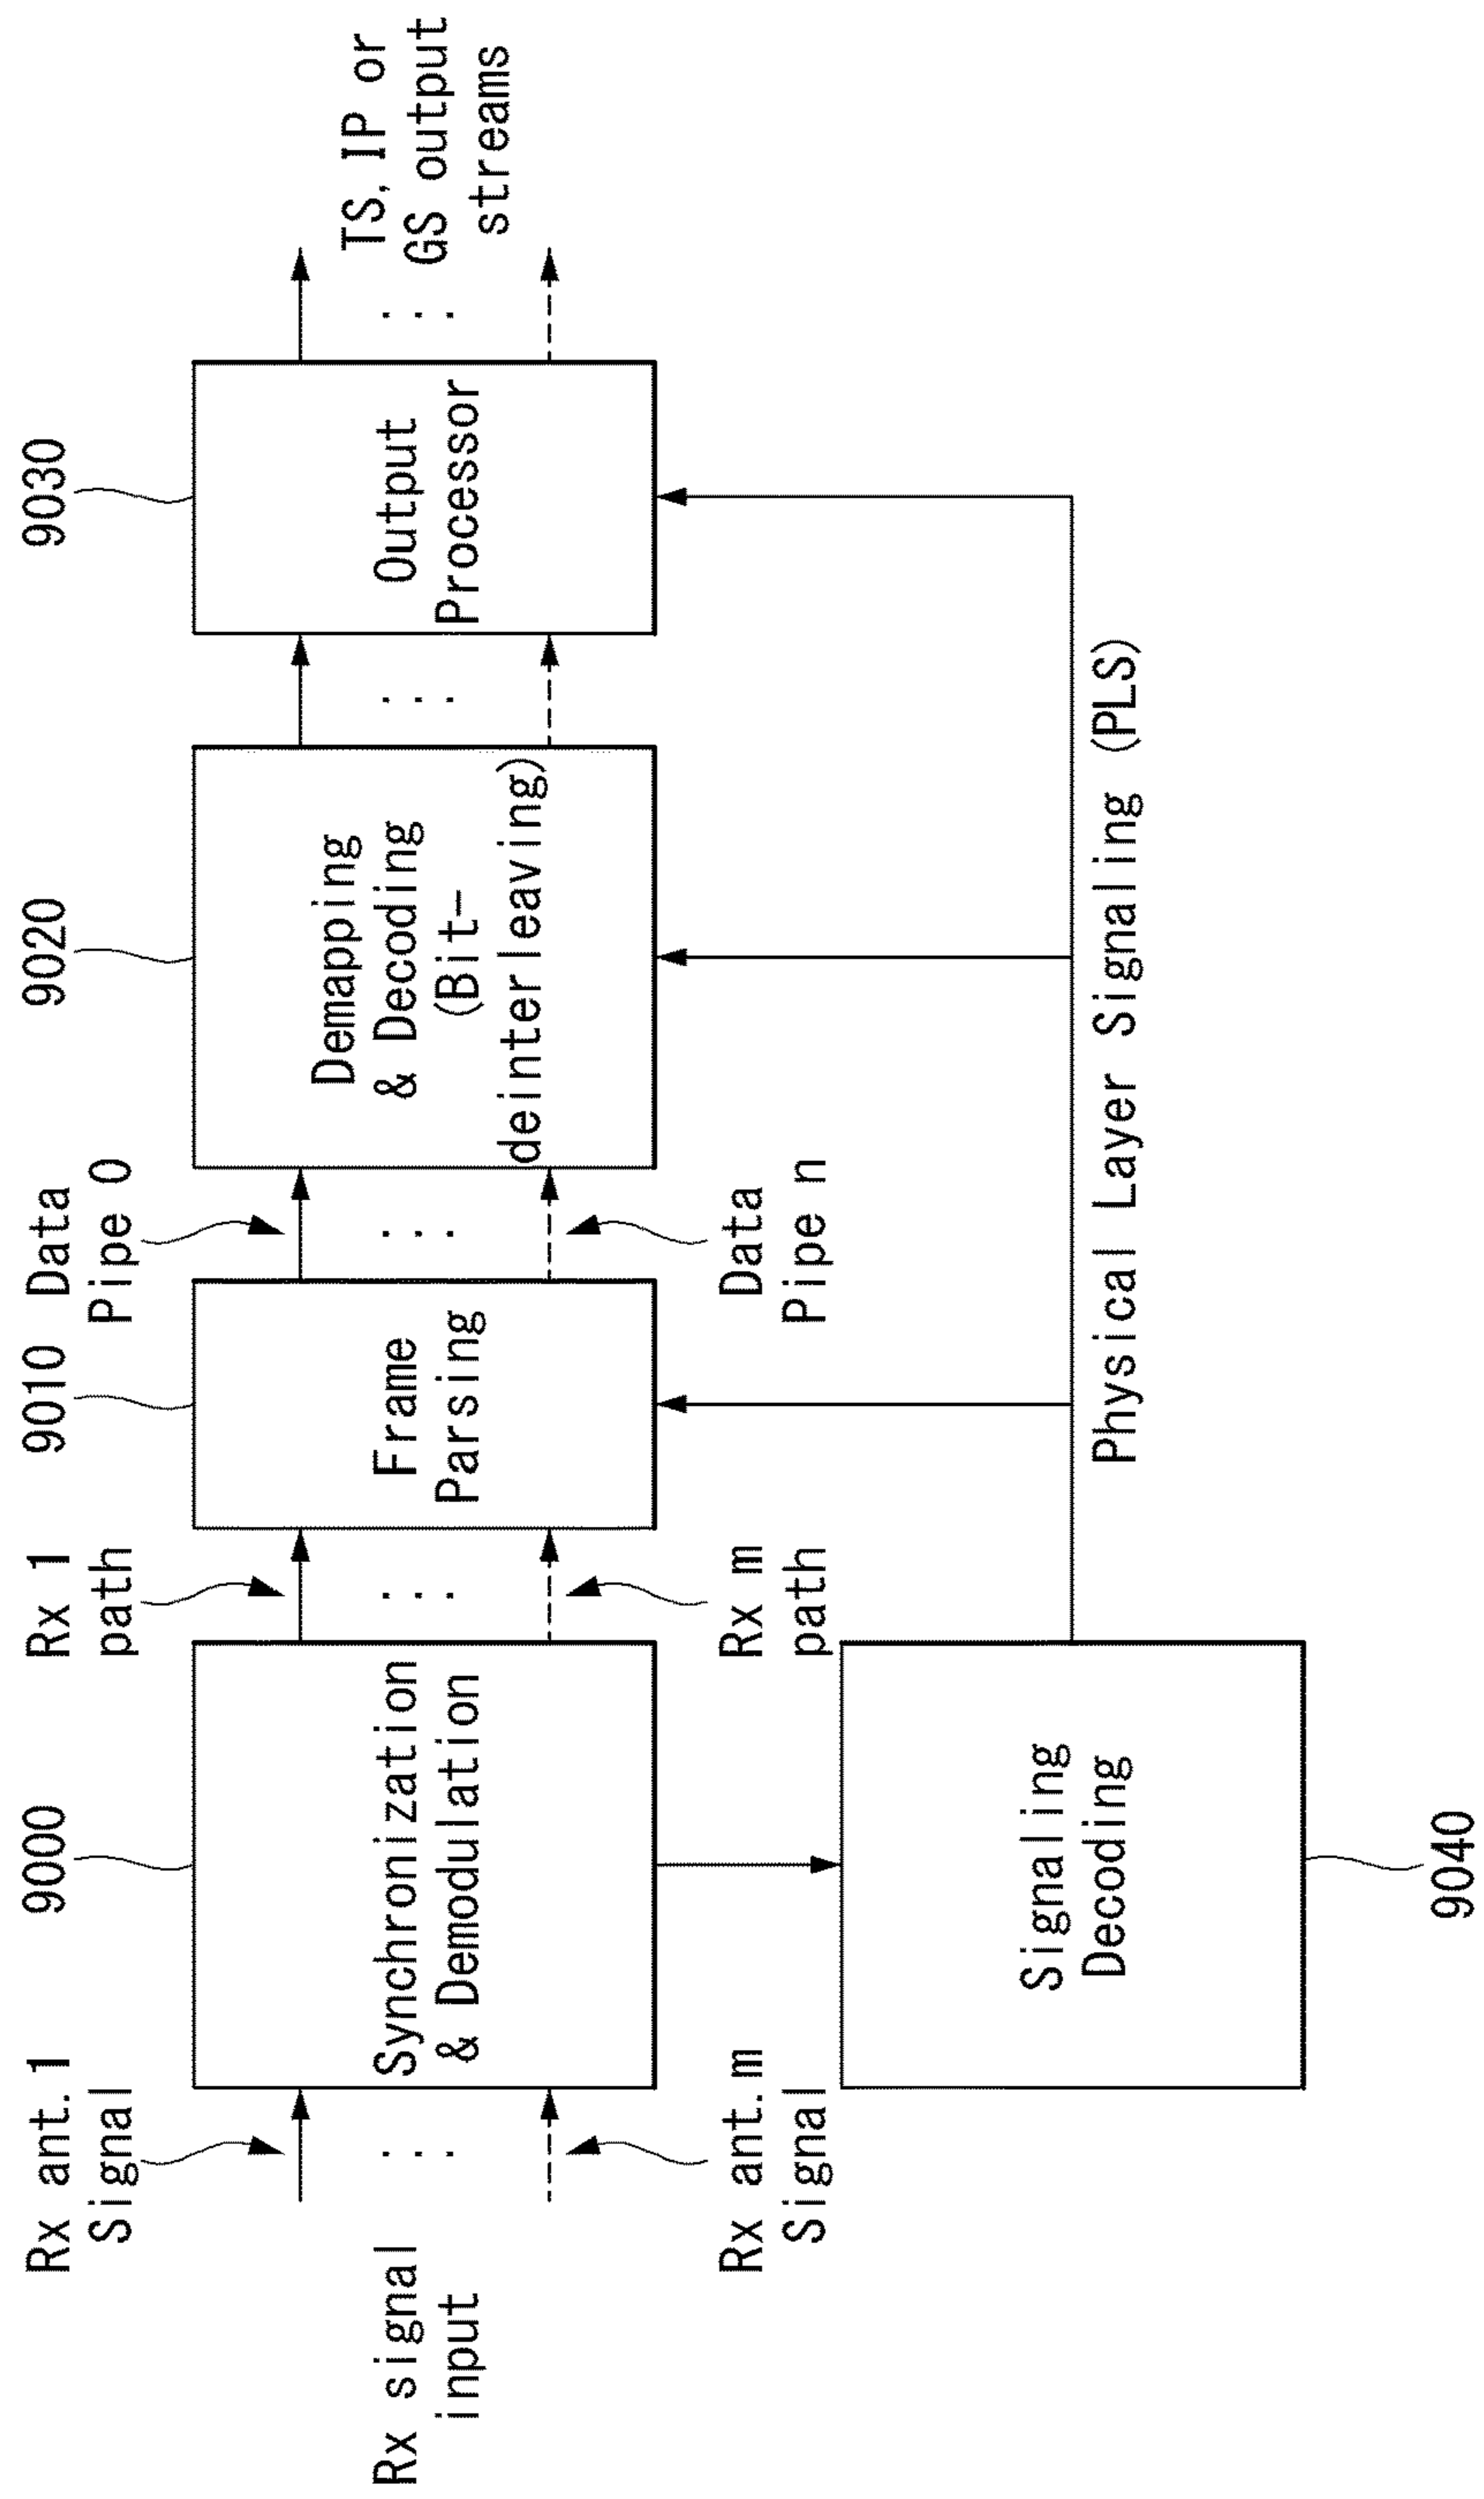 Rx signal
input
Rx ant.1
Signal
Rx ant.m
Signal
9000
Synchronization
& Demodulation
Rx 1
path
Rx m
path
9010
Frame
Parsing
Data
Pipe 0
Data
Pipe n
9020
Demapping
& Decoding
(Bit-
deinterleaving)
9030
Output
Processor
TS, IP or
GS output
streams
Signaling
Decoding
9040
Physical Layer Signaling (PLS)